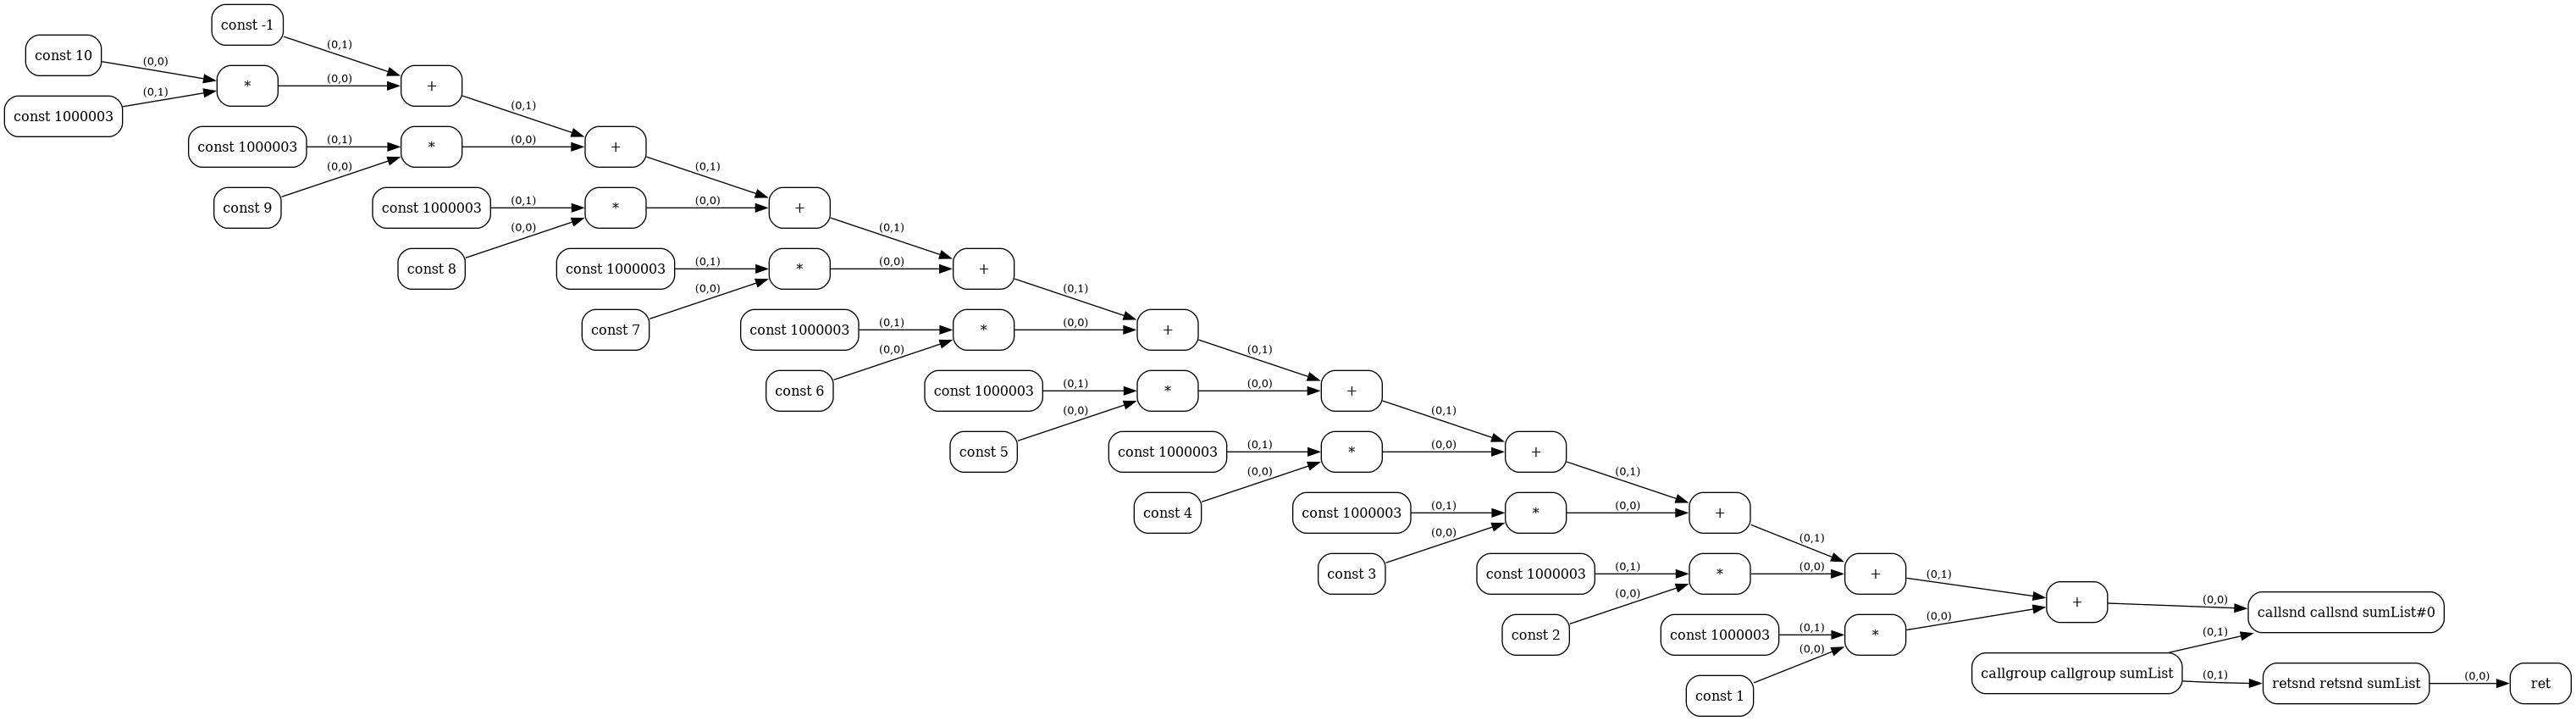 const -1
(0,1)
const 10
(0,0)
*
(0,0)
+
(0,1)
const 1000003
(0,1)
const 1000003
(0,1)
*
(0,0)
+
(0,1)
(0,0)
const 9
const 1000003
(0,1)
*
(0,0)
+
(0,1)
(0,0)
const 8
const 1000003
(0,1)
*
(0,0)
+
(0,1)
(0,0)
const 7
const 1000003
(0,1)
*
(0,0)
+
(0,1)
(0,0)
const 6
const 1000003
(0,1)
*
(0,0)
+
(0,1)
(0,0)
const 5
const 1000003
(0,1)
*
(0,0)
+
(0,1)
(0,0)
const 4
const 1000003
(0,1)
*
(0,0)
+
(0,1)
(0,0)
const 3
const 1000003
(0,1)
*
(0,0)
+
(0,1)
(0,0)
const 2
const 1000003
(0,1)
*
(0,0)
+
(0,0)
callsnd callsnd sumList#0
(0,0)
const 1
(0,1)
callgroup callgroup sumList
(0,1)
retsnd retsnd sumList
(0,0)
ret